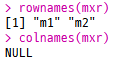 > rownames(mxr)
[1] "m1" "m2"
> colnames(mxr)
NULL